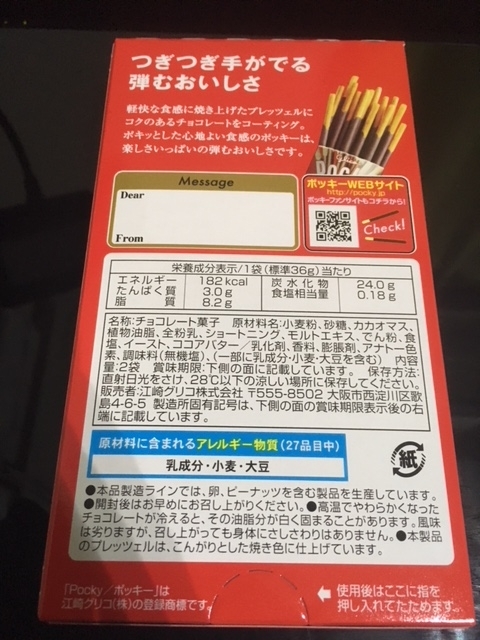 つぎつぎ手がでる
弾むおいしさ
軽快な食感に焼き上げたプレッツェルに
コクのあるチョコレートをコーティング。
ポキッとした心地よい食感のポッキーは、
楽しさいっぱいの弾むおいしさです。
Message
Dear
From
ポッキーWEBサイト
http://pocky.jp
ポッキーファンサイトもコチラから!
Check!
栄養成分表示/1袋(標準36g)当たり
エネルギー 182kcal 炭水化物 24.0g
たんぱく質 3.0g 食塩相当量 0.18g
脂質 8.2g
名称:チョコレート菓子 原材料名:小麦粉、砂糖、カカオマス、
植物油脂、全粉乳、ショートニング、モルトエキス、でん粉、食
塩、イースト、ココアバター/乳化剤、香料、膨脹剤、アナトー色
素、調味料(無機塩)、(一部に乳成分・小麦・大豆を含む) 内容
量:2袋 賞味期限:下側の面に記載しています。 保存方法:
直射日光をさけ、28℃以下の涼しい場所に保存してください。
販売者:江崎グリコ株式会社 〒555-8502 大阪市西淀川区歌
島4-6-5 製造所固有記号は、下側の面の賞味期限表示後の右
端に記載しています。
原材料に含まれるアレルギー物質(27品目中)
乳成分・小麦・大豆
紙
●本品製造ラインでは、卵、ピーナッツを含む製品を生産しています。
●開封後はお早めにお召し上がりください。●高温でやわらかくなった
チョコレートが冷えると、その油脂分が白く固まることがあります。風味
は劣りますが、召し上がっても身体にさしさわりはありません。●本製品
のプレッツェルは、こんがりとした焼き色に仕上げています。
「Pocky/ポッキー」は
江崎グリコ(株)の登録商標です。
使用後はここに指を
押し入れてたためます。